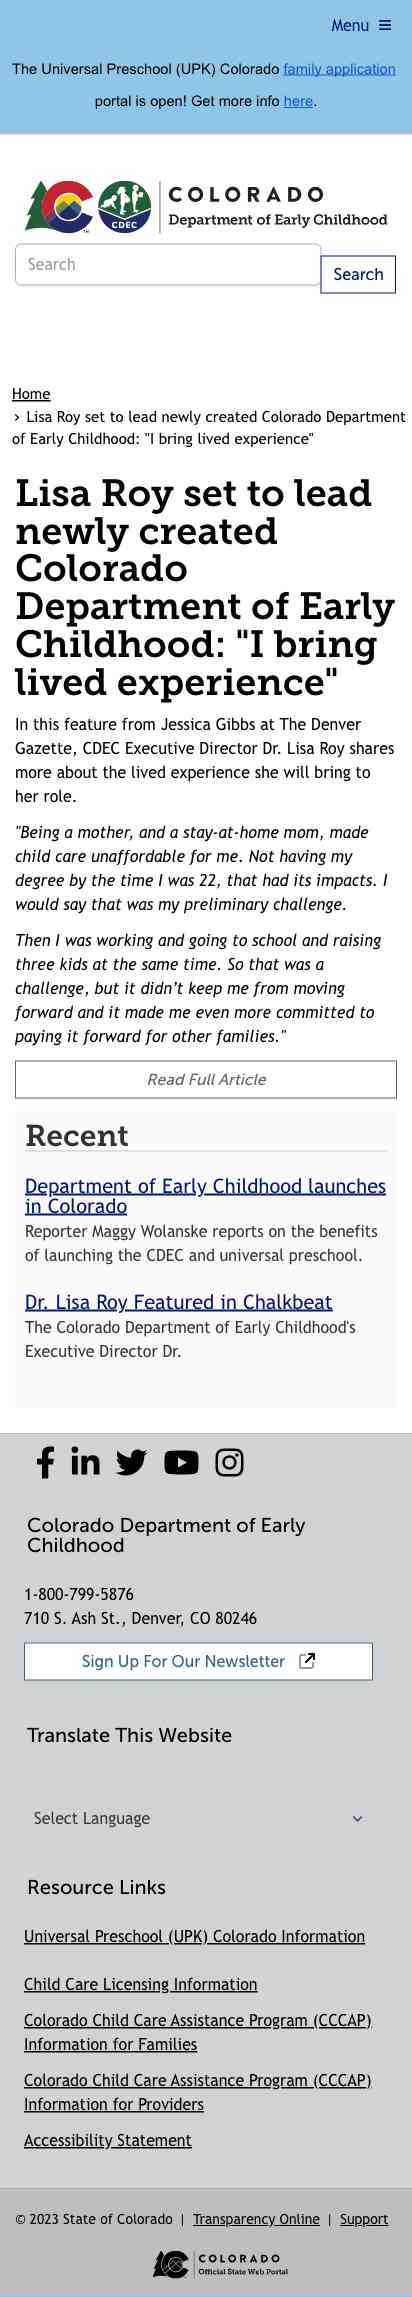 Menu
The Universal Preschool (UPK) Colorado family application
portal is open! Get more info here.
COLORADO
Department of Early Childhood
CDEC
TM
Search
Search
Home
› Lisa Roy set to lead newly created Colorado Department
of Early Childhood: "I bring lived experience"
Lisa Roy set to lead
newly created
Colorado
Department of Early
Childhood: "I bring
lived experience"
In this feature from Jessica Gibbs at The Denver
Gazette, CDEC Executive Director Dr. Lisa Roy shares
more about the lived experience she will bring to
her role.
"Being a mother, and a stay-at-home mom, made
child care unaffordable for me. Not having my
degree by the time I was 22, that had its impacts. I
would say that was my preliminary challenge.
Then I was working and going to school and raising
three kids at the same time. So that was a
challenge, but it didn’t keep me from moving
forward and it made me even more committed to
paying it forward for other families."
Read Full Article
Recent
Department of Early Childhood launches
in Colorado
Reporter Maggy Wolanske reports on the benefits
of launching the CDEC and universal preschool.
Dr. Lisa Roy Featured in Chalkbeat
The Colorado Department of Early Childhood's
Executive Director Dr.
Colorado Department of Early
Childhood
1-800-799-5876
710 S. Ash St., Denver, CO 80246
Sign Up For Our Newsletter
Translate This Website
Select Language
Resource Links
Universal Preschool (UPK) Colorado Information
Child Care Licensing Information
Colorado Child Care Assistance Program (CCCAP)
Information for Families
Colorado Child Care Assistance Program (CCCAP)
Information for Providers
Accessibility Statement
© 2023 State of Colorado | Transparency Online | Support
COLORADO
Official State Web Portal